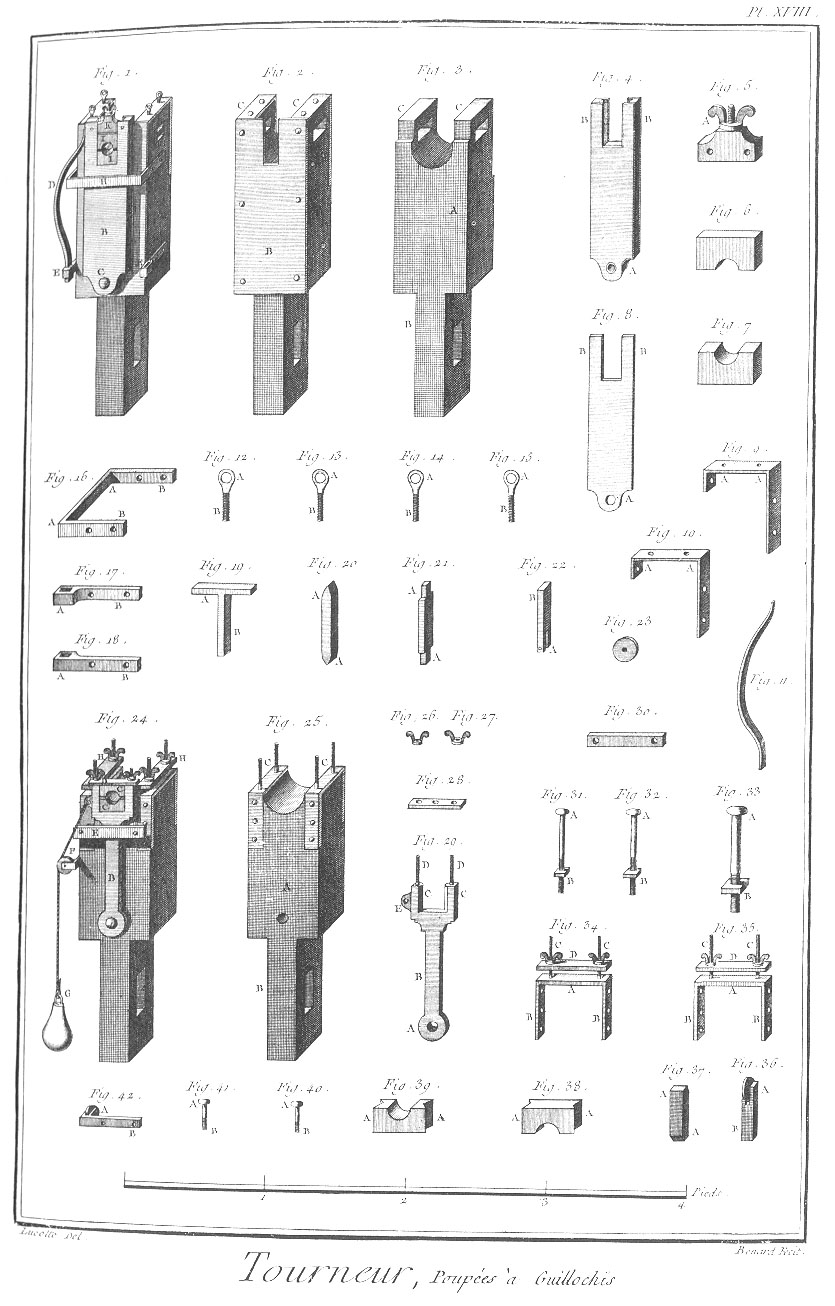 Pl. XVIII.
Fig. 1. Fig. 2. Fig. 3. Fig. 4. Fig. 5.
K I H D B B E C
C C B
C C A B
B B A
A
Fig. 6.
Fig. 7
Fig. 8.
B B A
Fig. 9.
A A
Fig. 16. Fig. 12. Fig. 13. Fig. 14. Fig. 15.
A B A B
A B A B A B A B
Fig. 10.
A A
Fig. 17. Fig. 19. Fig. 20 Fig. 21. Fig. 22.
A B A B A A A A B A
Fig. 23
Fig. 18.
A B
Fig. 11.
Fig. 24. Fig. 25. Fig. 26. Fig. 27. Fig. 30.
H H C E F B G
C C A B
Fig. 28.
Fig. 31. Fig. 32. Fig. 33
A B A B A B
Fig. 29.
D D C C E B A
Fig. 34. Fig. 35.
C C D A B B
C C D A B B
Fig. 42. Fig. 41. Fig. 40. Fig. 39. Fig. 38. Fig. 37. Fig. 36.
A B A B A B A A A A A A A B
1 2 3 4 Pieds.
Lucotte Del. Benard Fecit.
Tourneur, Poupées à Guillochis